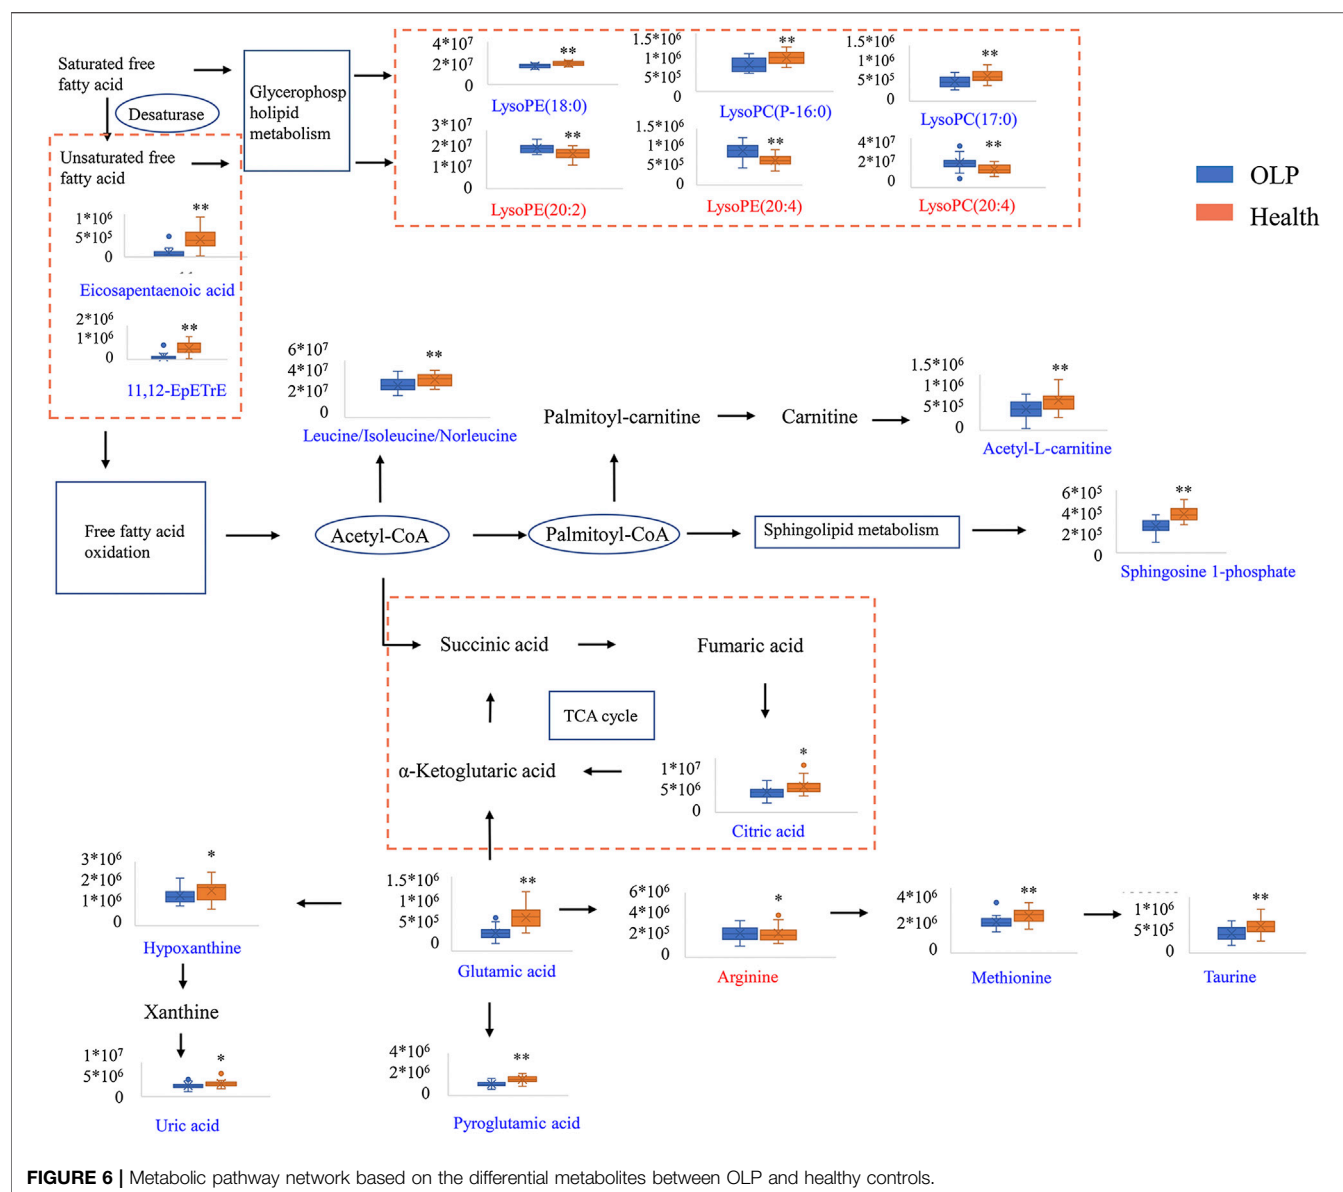 Saturated free
fatty acid
Desaturase
Unsaturated free
fatty acid
Glycerophosp
holipid
metabolism
4*10⁷
2*10⁷
0
**
LysoPE(18:0)
1.5*10⁶
1*10⁶
5*10⁵
0
**
LysoPC(P-16:0)
1.5*10⁶
1*10⁶
5*10⁵
0
**
LysoPC(17:0)
3*10⁷
2*10⁷
1*10⁷
0
**
LysoPE(20:2)
1.5*10⁶
1*10⁶
5*10⁵
0
**
LysoPE(20:4)
4*10⁷
2*10⁷
0
**
LysoPC(20:4)
OLP
Health
1*10⁶
5*10⁵
0
**
Eicosapentaenoic acid
2*10⁶
1*10⁶
0
**
11,12-EpETrE
6*10⁷
4*10⁷
2*10⁷
0
**
Leucine/Isoleucine/Norleucine
Palmitoyl-carnitine
Carnitine
1.5*10⁶
1*10⁶
5*10⁵
0
**
Acetyl-L-carnitine
Free fatty acid
oxidation
Acetyl-CoA
Palmitoyl-CoA
Sphingolipid metabolism
6*10⁵
4*10⁵
2*10⁵
0
**
Sphingosine 1-phosphate
Succinic acid
Fumaric acid
TCA cycle
α-Ketoglutaric acid
1*10⁷
5*10⁶
0
*
Citric acid
3*10⁶
2*10⁶
1*10⁶
0
*
Hypoxanthine
1.5*10⁶
1*10⁶
5*10⁵
0
**
Glutamic acid
6*10⁶
4*10⁶
2*10⁵
0
*
Arginine
4*10⁶
2*10⁶
0
**
Methionine
1*10⁶
5*10⁵
0
**
Taurine
Xanthine
1*10⁷
5*10⁶
0
*
Uric acid
4*10⁶
2*10⁶
0
**
Pyroglutamic acid
FIGURE 6 | Metabolic pathway network based on the differential metabolites between OLP and healthy controls.